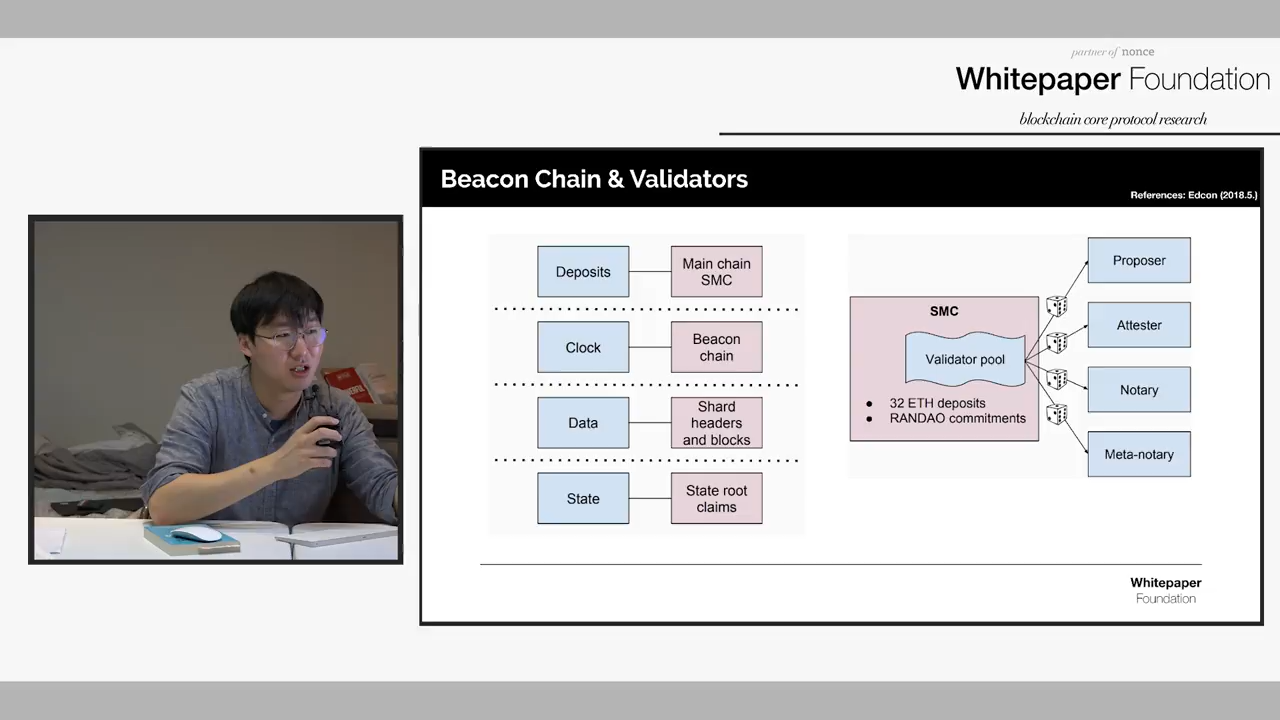 partner of nonce
Whitepaper Foundation
blockchain core protocol research
Beacon Chain & Validators
References: Edcon (2018.5.)
Deposits
Main chain
SMC
Clock
Beacon
chain
Data
Shard
headers
and blocks
State
State root
claims
SMC
Validator pool
● 32 ETH deposits
● RANDAO commitments
Proposer
Attester
Notary
Meta-notary
Whitepaper
Foundation